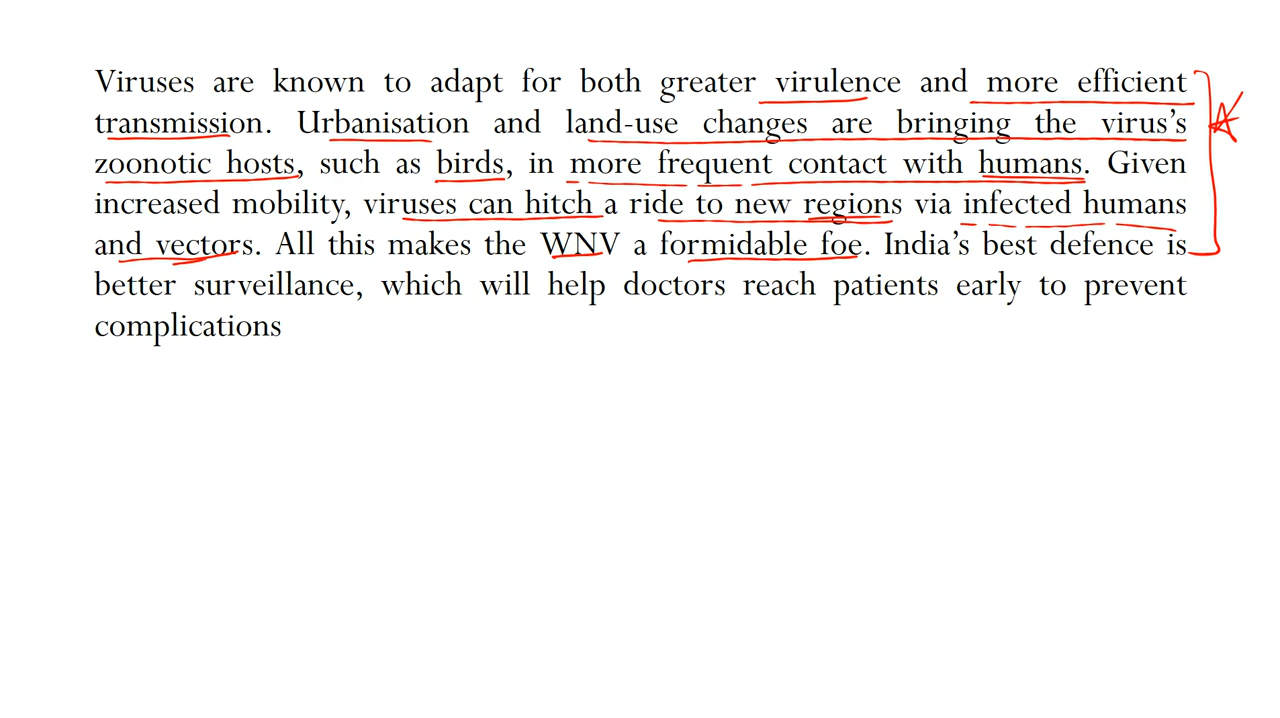 Viruses are known to adapt for both greater virulence and more efficient
transmission. Urbanisation and land-use changes are bringing the virus’s
zoonotic hosts, such as birds, in more frequent contact with humans. Given
increased mobility, viruses can hitch a ride to new regions via infected humans
and vectors. All this makes the WNV a formidable foe. India’s best defence is
better surveillance, which will help doctors reach patients early to prevent
complications